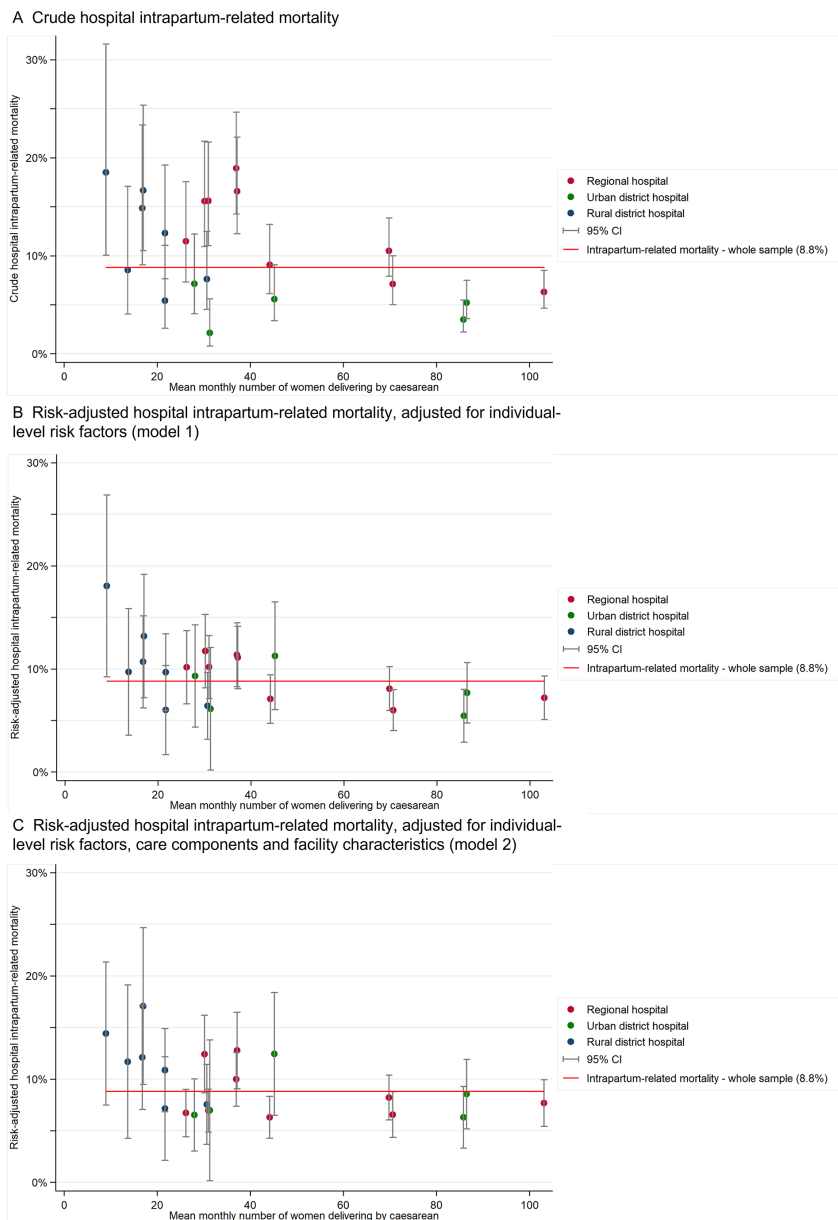 A Crude hospital intrapartum-related mortality
30%
20%
10%
0%
Crude hospital intrapartum-related mortality
0 20 40 60 80 100
Mean monthly number of women delivering by caesarean
Regional hospital
Urban district hospital
Rural district hospital
95% CI
Intrapartum-related mortality - whole sample (8.8%)
B Risk-adjusted hospital intrapartum-related mortality, adjusted for individual-
level risk factors (model 1)
30%
20%
10%
0%
Risk-adjusted hospital intrapartum-related mortality
0 20 40 60 80 100
Mean monthly number of women delivering by caesarean
Regional hospital
Urban district hospital
Rural district hospital
95% CI
Intrapartum-related mortality - whole sample (8.8%)
C Risk-adjusted hospital intrapartum-related mortality, adjusted for individual-
level risk factors, care components and facility characteristics (model 2)
30%
20%
10%
0%
Risk-adjusted hospital intrapartum-related mortality
0 20 40 60 80 100
Mean monthly number of women delivering by caesarean
Regional hospital
Urban district hospital
Rural district hospital
95% CI
Intrapartum-related mortality - whole sample (8.8%)